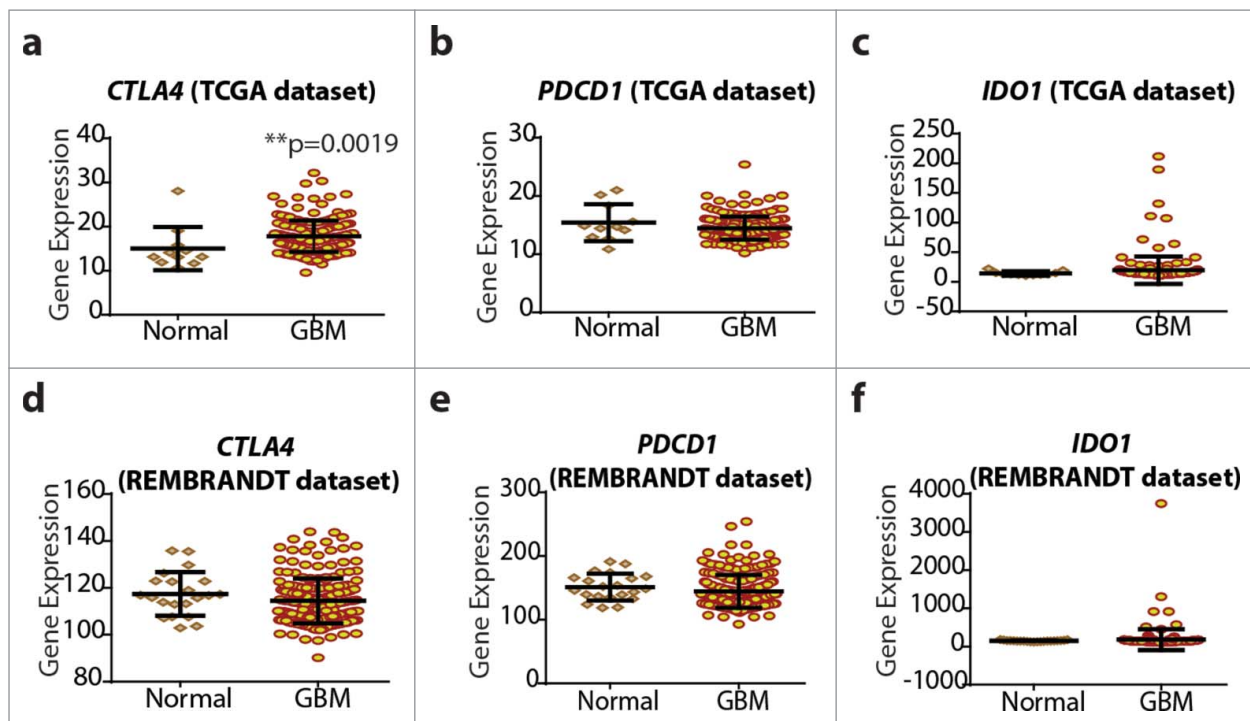 a
CTLA4 (TCGA dataset)
**p=0.0019
Gene Expression
40
30
20
10
0
Normal
GBM
b
PDCD1 (TCGA dataset)
Gene Expression
30
20
10
0
Normal
GBM
c
IDO1 (TCGA dataset)
Gene Expression
250
200
150
100
50
0
-50
Normal
GBM
d
CTLA4
(REMBRANDT dataset)
Gene Expression
160
140
120
100
80
Normal
GBM
e
PDCD1
(REMBRANDT dataset)
Gene Expression
300
200
100
0
Normal
GBM
f
IDO1
(REMBRANDT dataset)
Gene Expression
4000
3000
2000
1000
0
-1000
Normal
GBM